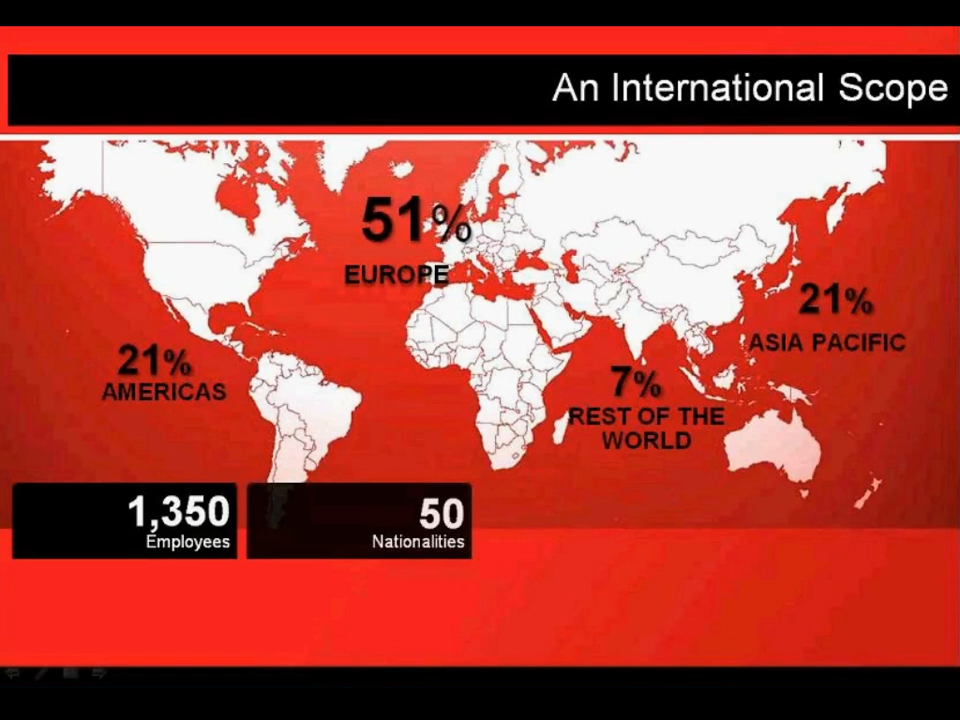 An International Scope
51%
EUROPE
21%
ASIA PACIFIC
21%
AMERICAS
7%
REST OF THE
WORLD
1,350
Employees
50
Nationalities